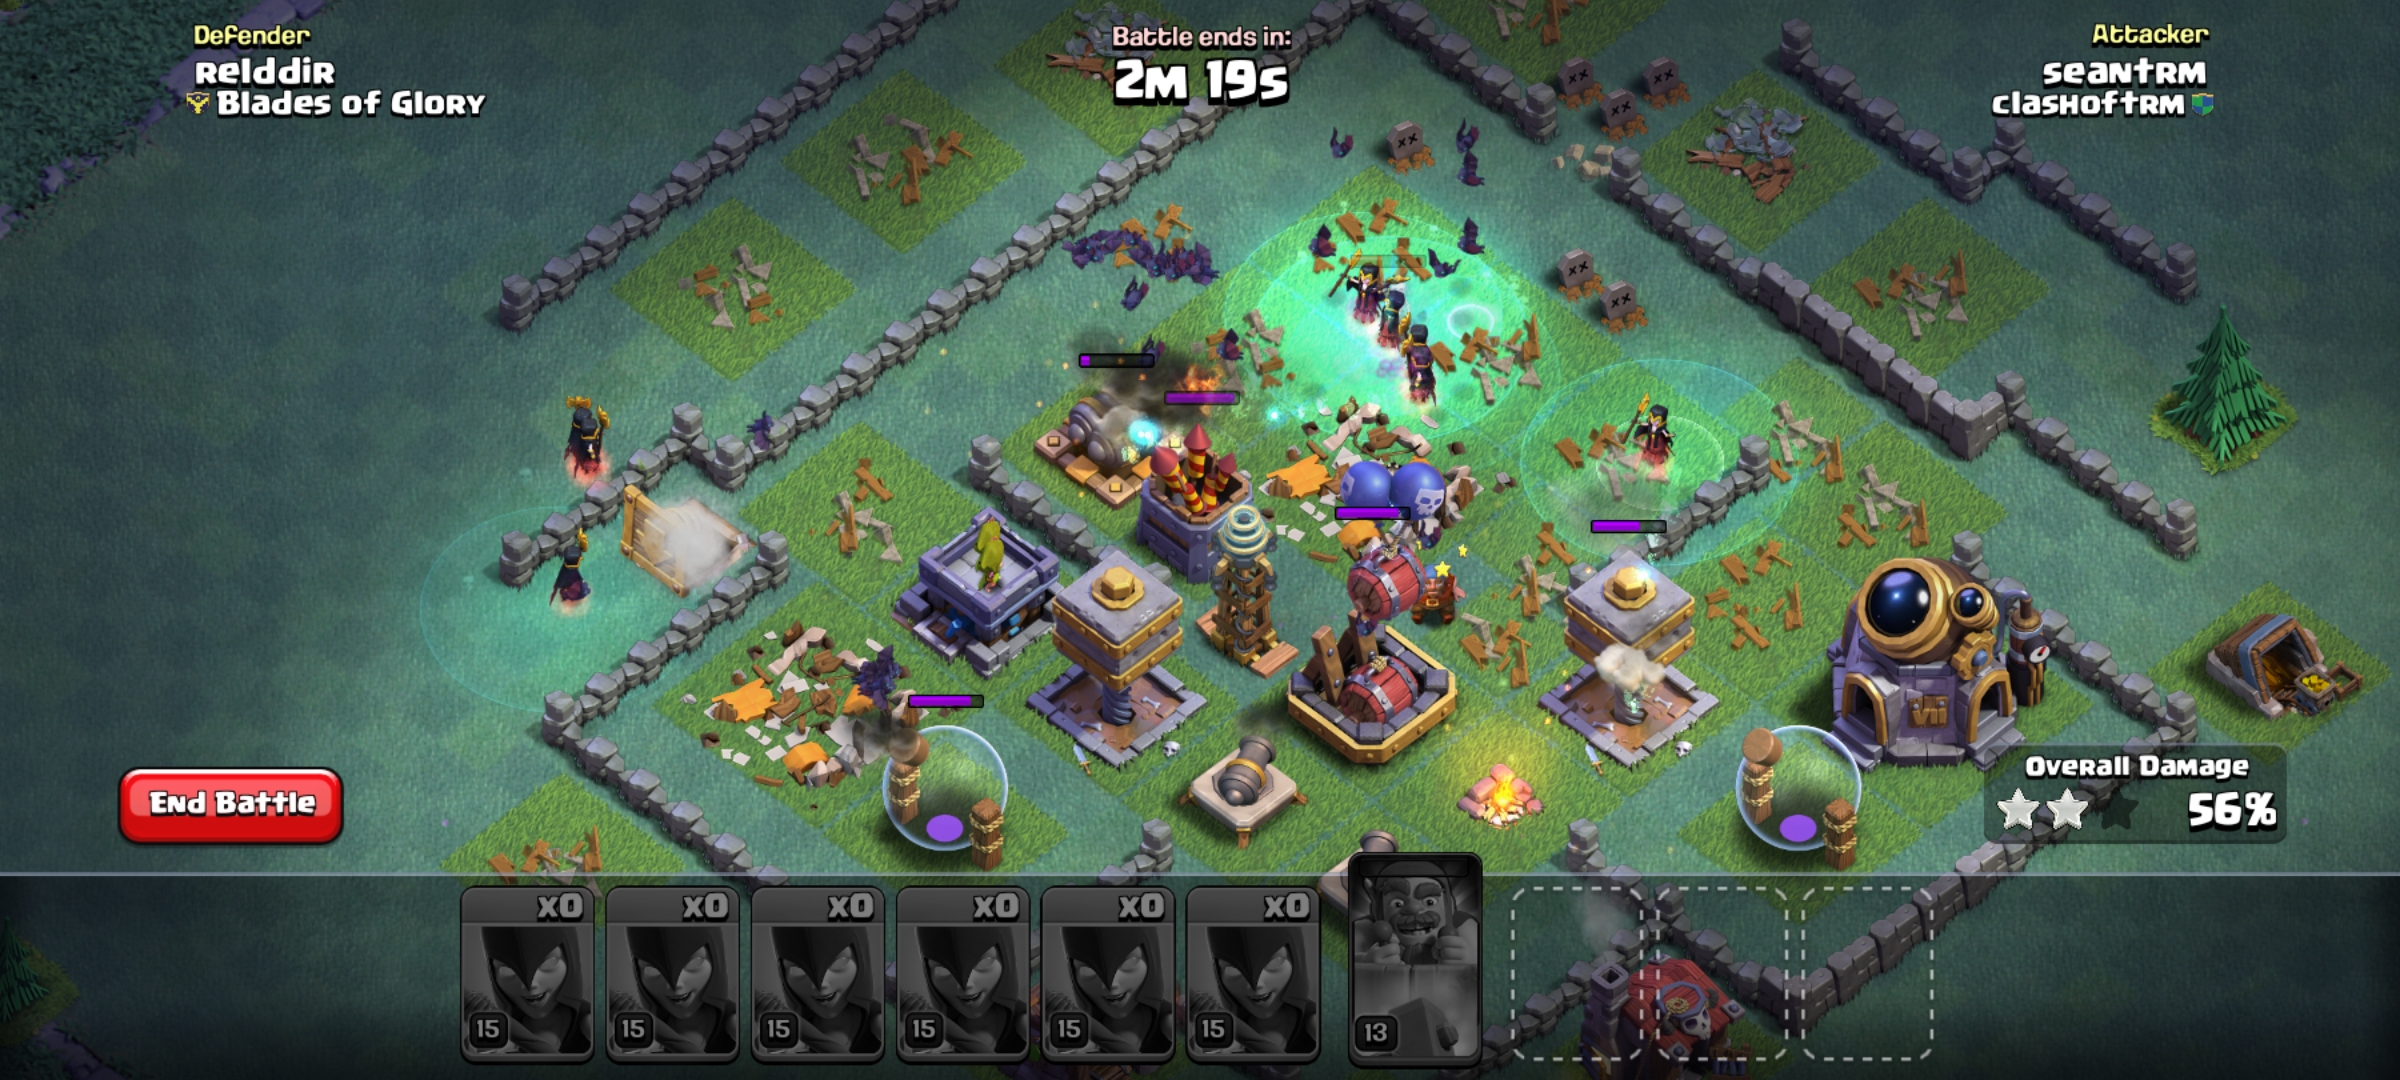 Defender
Relddir
Blades of Glory
Battle ends in:
2m 19s
Attacker
seantrm
clashoftrm
VII
End Battle
Overall Damage
56%
x0
x0
x0
x0
x0
x0
15
15
15
15
15
15
13